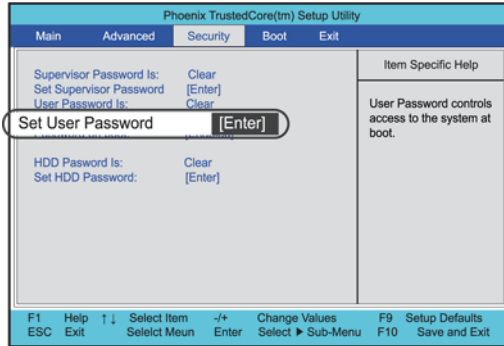 Phoenix TrustedCore(tm) Setup Utility
Main Advanced Security Boot Exit
Item Specific Help
Supervisor Password Is: Clear
Set Supervisor Password [Enter]
User Password Is: Clear
Set User Password [Enter]
HDD Pasword Is: Clear
Set HDD Password: [Enter]
User Password controls
access to the system at
boot.
F1 Help ↑↓ Select Item -/+ Change Values F9 Setup Defaults
ESC Exit Selelct Meun Enter Select ▶ Sub-Menu F10 Save and Exit